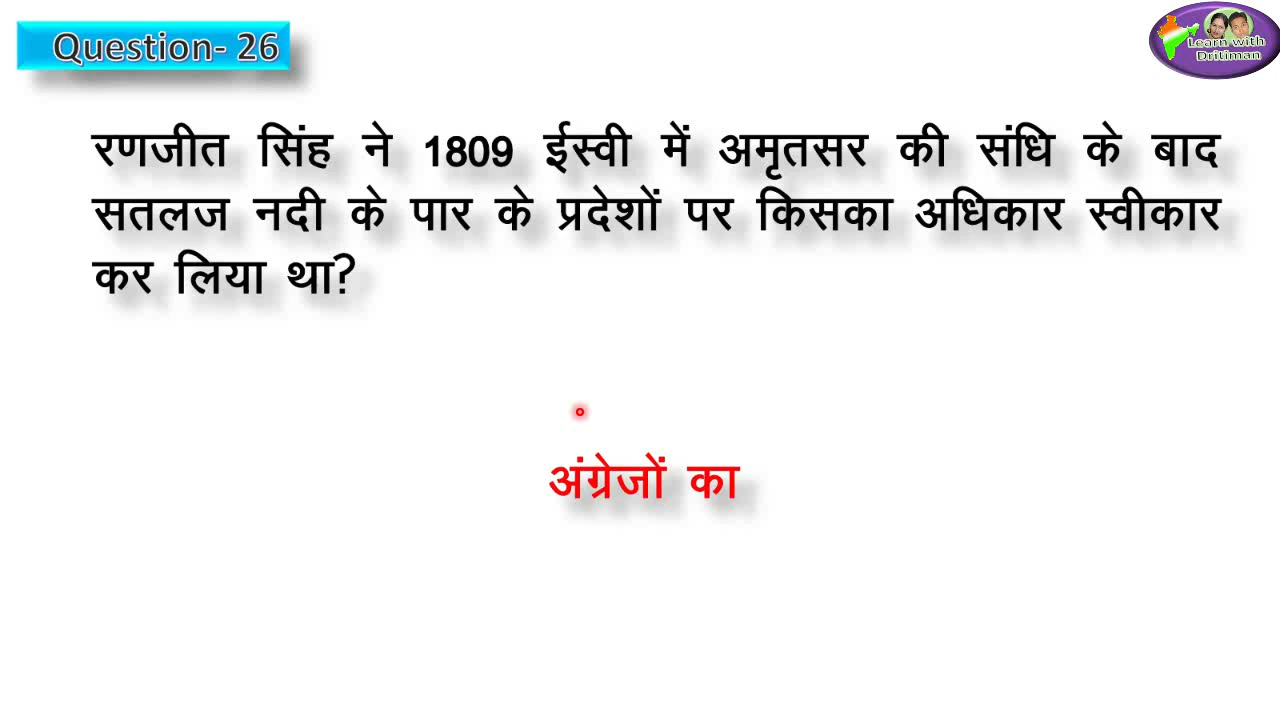 Question- 26
Learn with
Dritiman
रणजीत सिंह ने 1809 ईस्वी में अमृतसर की संधि के बाद
सतलज नदी के पार के प्रदेशों पर किसका अधिकार स्वीकार
कर लिया था?
अंग्रेजों का